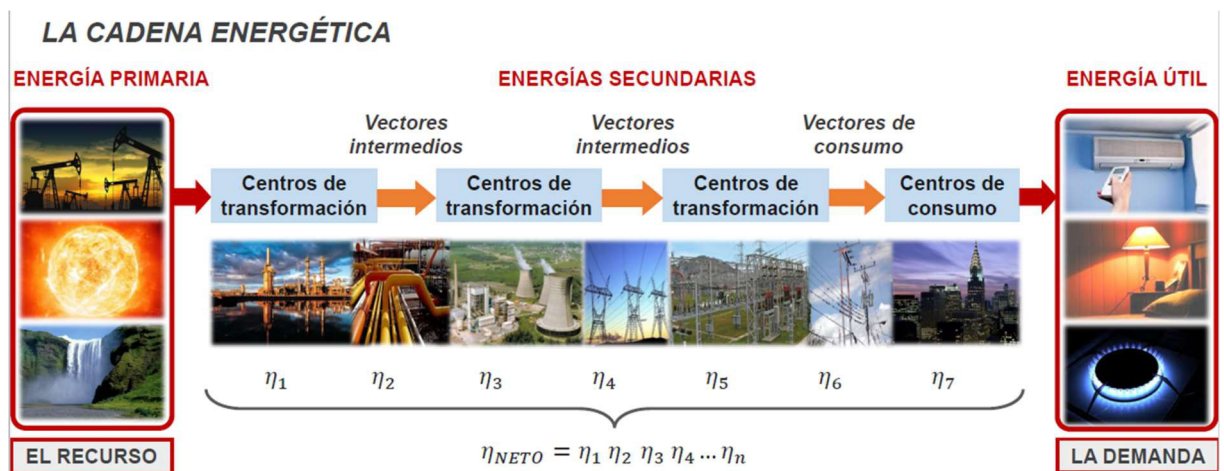 LA CADENA ENERGÉTICA
ENERGÍA PRIMARIA
ENERGÍAS SECUNDARIAS
ENERGÍA ÚTIL
Vectores
intermedios
Vectores
intermedios
Vectores de
consumo
Centros de
transformación
Centros de
transformación
Centros de
transformación
Centros de
consumo
η₁ η₂ η₃ η₄ η₅ η₆ η₇
η_NETO = η₁ η₂ η₃ η₄ … ηₙ
EL RECURSO
LA DEMANDA